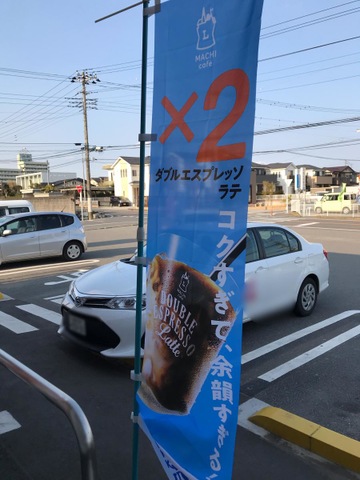 L
MACHI
café
×2
ダブルエスプレッソ
ラテ
コクすぎて、余韻すぎる
DOUBLE
ESPRESSO
Latte